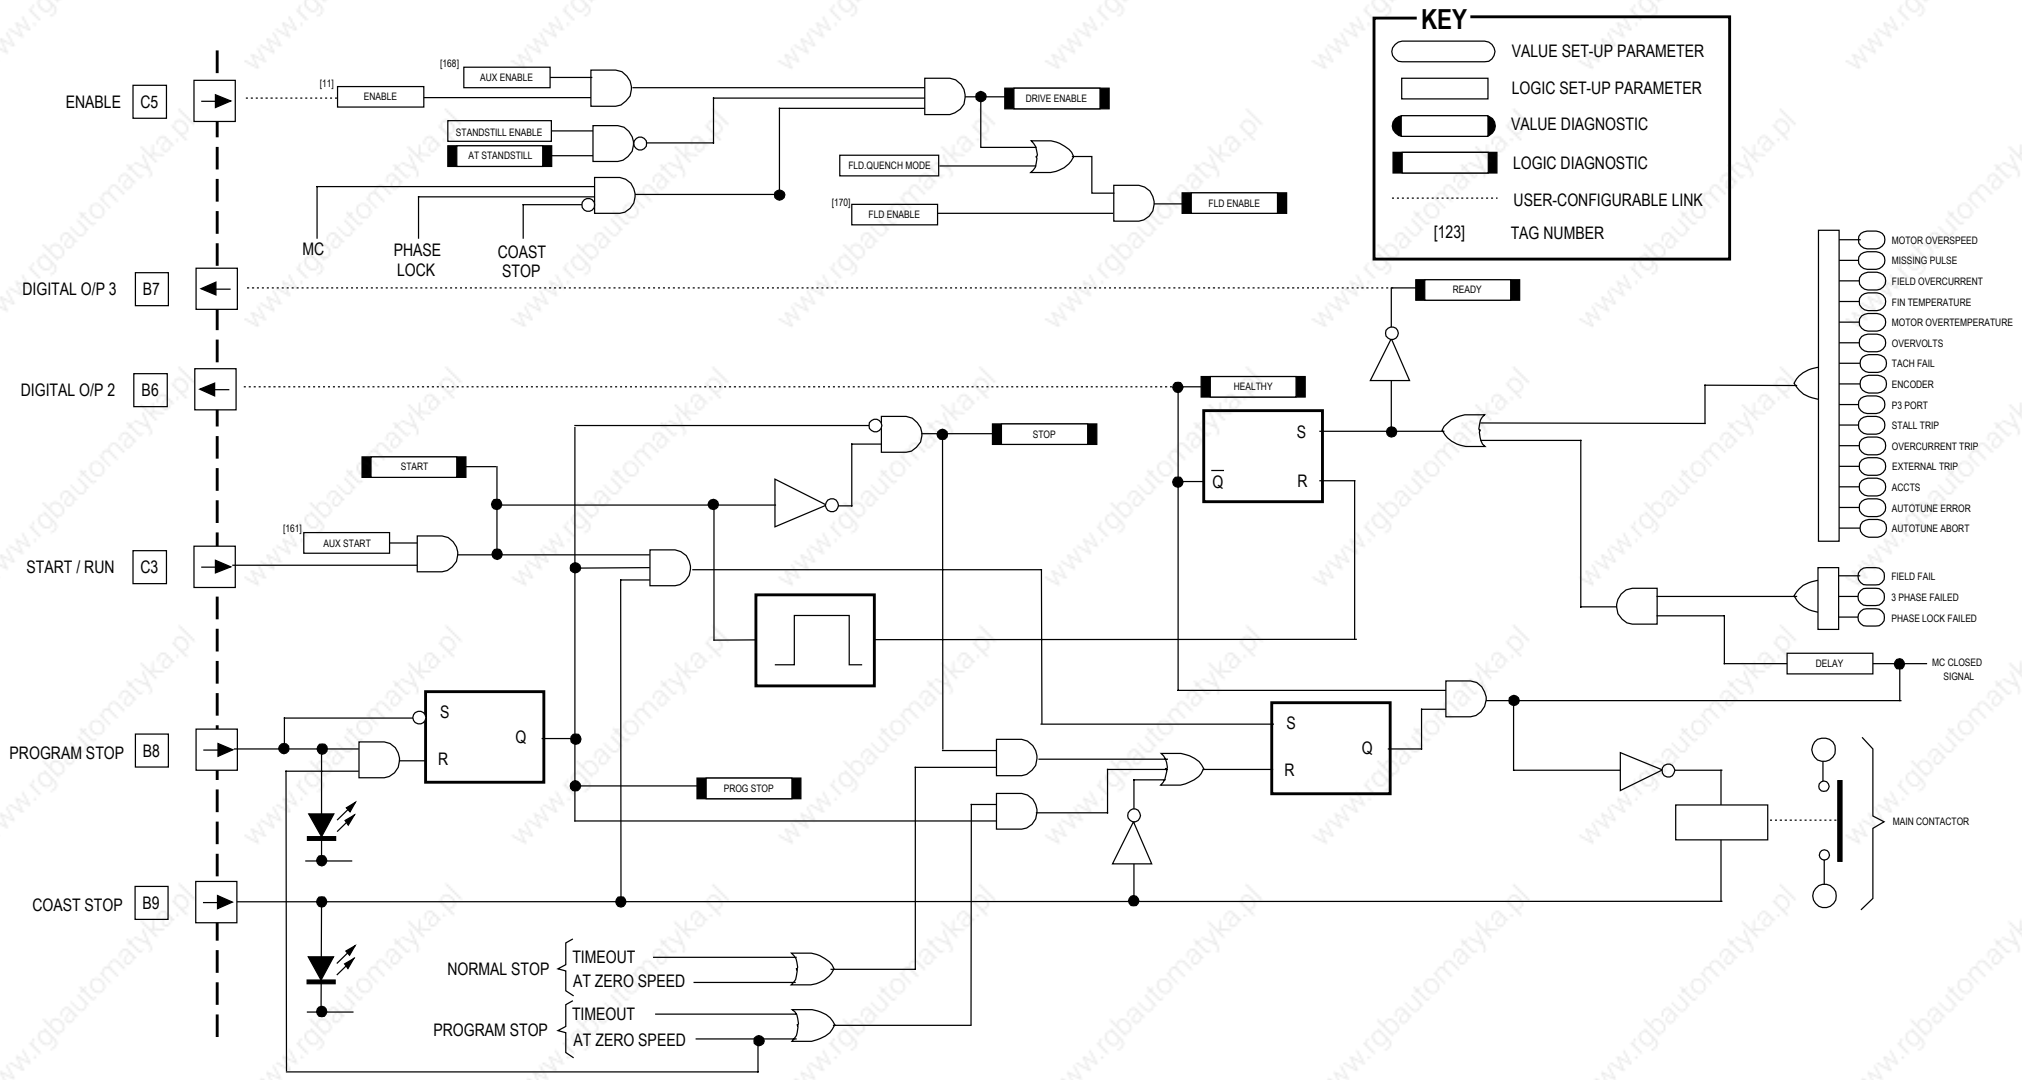 KEY
VALUE SET-UP PARAMETER
LOGIC SET-UP PARAMETER
VALUE DIAGNOSTIC
LOGIC DIAGNOSTIC
USER-CONFIGURABLE LINK
[123] TAG NUMBER
ENABLE C5
[11] ENABLE
[168] AUX ENABLE
STANDSTILL ENABLE
AT STANDSTILL
DRIVE ENABLE
FLD.QUENCH MODE
[170] FLD ENABLE
FLD ENABLE
MC
PHASE
LOCK
COAST
STOP
DIGITAL O/P 3 B7
READY
DIGITAL O/P 2 B6
HEALTHY
S
Q
R
STOP
START
[161] AUX START
START / RUN C3
MOTOR OVERSPEED
MISSING PULSE
FIELD OVERCURRENT
FIN TEMPERATURE
MOTOR OVERTEMPERATURE
OVERVOLTS
TACH FAIL
ENCODER
P3 PORT
STALL TRIP
OVERCURRENT TRIP
EXTERNAL TRIP
ACCTS
AUTOTUNE ERROR
AUTOTUNE ABORT
FIELD FAIL
3 PHASE FAILED
PHASE LOCK FAILED
DELAY
MC CLOSED
SIGNAL
PROGRAM STOP B8
S
Q
R
PROG STOP
S
Q
R
MAIN CONTACTOR
COAST STOP B9
NORMAL STOP
TIMEOUT
AT ZERO SPEED
PROGRAM STOP
TIMEOUT
AT ZERO SPEED
www.rgbautomatyka.pl